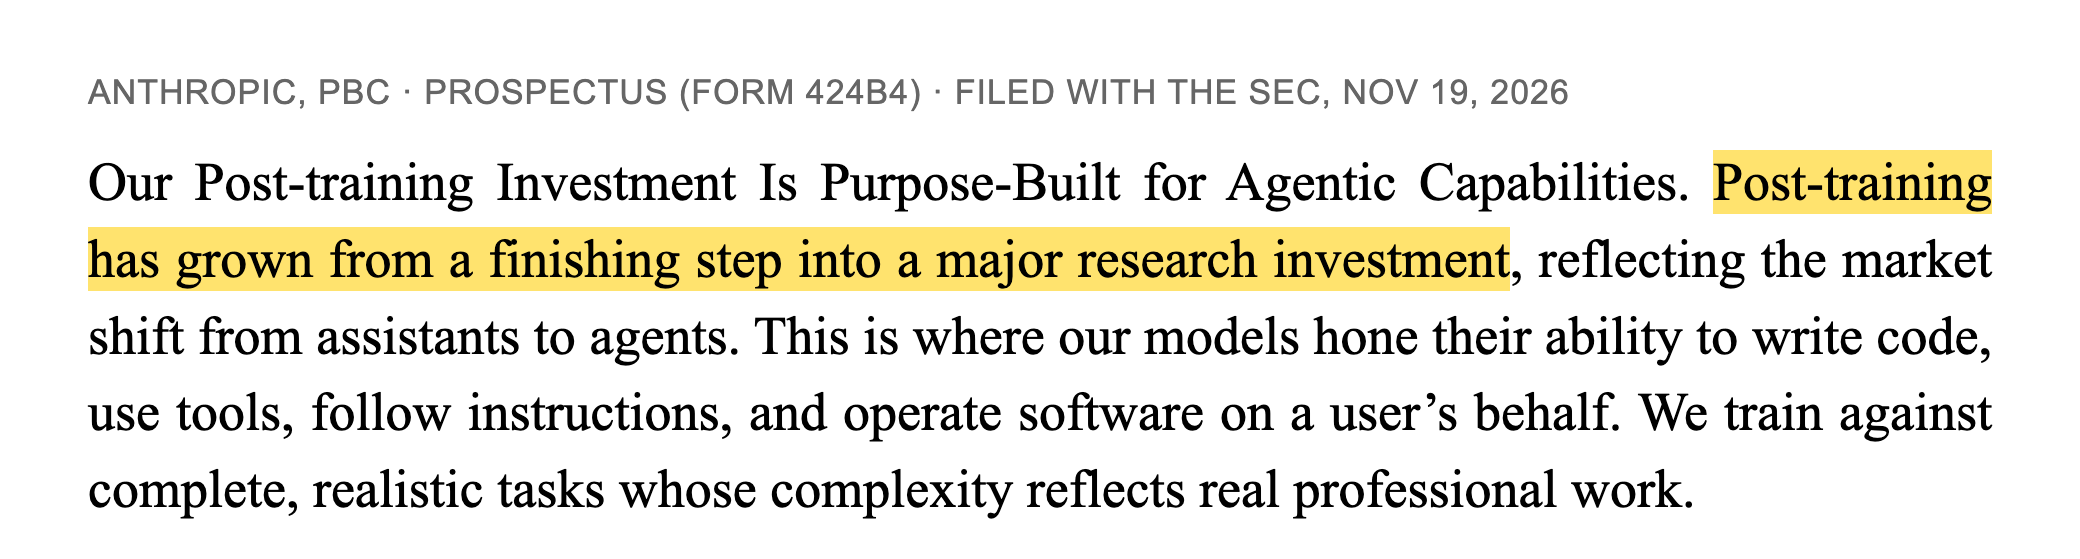 ANTHROPIC, PBC · PROSPECTUS (FORM 424B4) · FILED WITH THE SEC, NOV 19, 2026
Our Post-training Investment Is Purpose-Built for Agentic Capabilities. Post-training
has grown from a finishing step into a major research investment, reflecting the market
shift from assistants to agents. This is where our models hone their ability to write code,
use tools, follow instructions, and operate software on a user’s behalf. We train against
complete, realistic tasks whose complexity reflects real professional work.